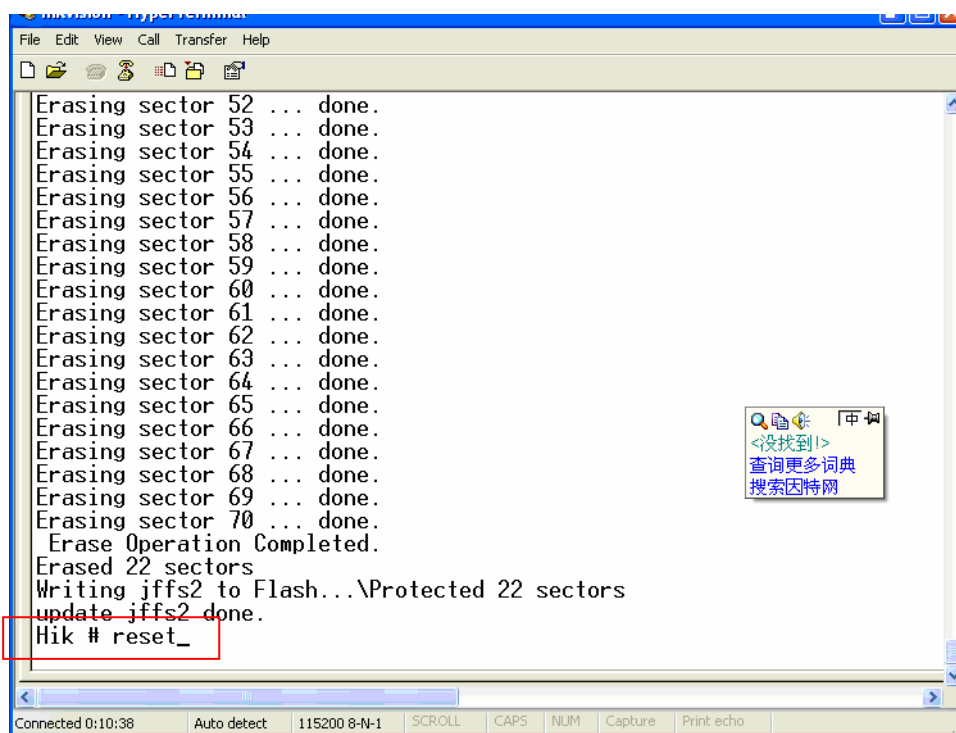 hikvision - HyperTerminal
File Edit View Call Transfer Help
Erasing sector 52 ... done.
Erasing sector 53 ... done.
Erasing sector 54 ... done.
Erasing sector 55 ... done.
Erasing sector 56 ... done.
Erasing sector 57 ... done.
Erasing sector 58 ... done.
Erasing sector 59 ... done.
Erasing sector 60 ... done.
Erasing sector 61 ... done.
Erasing sector 62 ... done.
Erasing sector 63 ... done.
Erasing sector 64 ... done.
Erasing sector 65 ... done.
Erasing sector 66 ... done.
Erasing sector 67 ... done.
Erasing sector 68 ... done.
Erasing sector 69 ... done.
Erasing sector 70 ... done.
Erase Operation Completed.
Erased 22 sectors
Writing jffs2 to Flash...\Protected 22 sectors
update jffs2 done.
Hik # reset_
中
<没找到!>
查询更多词典
搜索因特网
Connected 0:10:38 Auto detect 115200 8-N-1 SCROLL CAPS NUM Capture Print echo